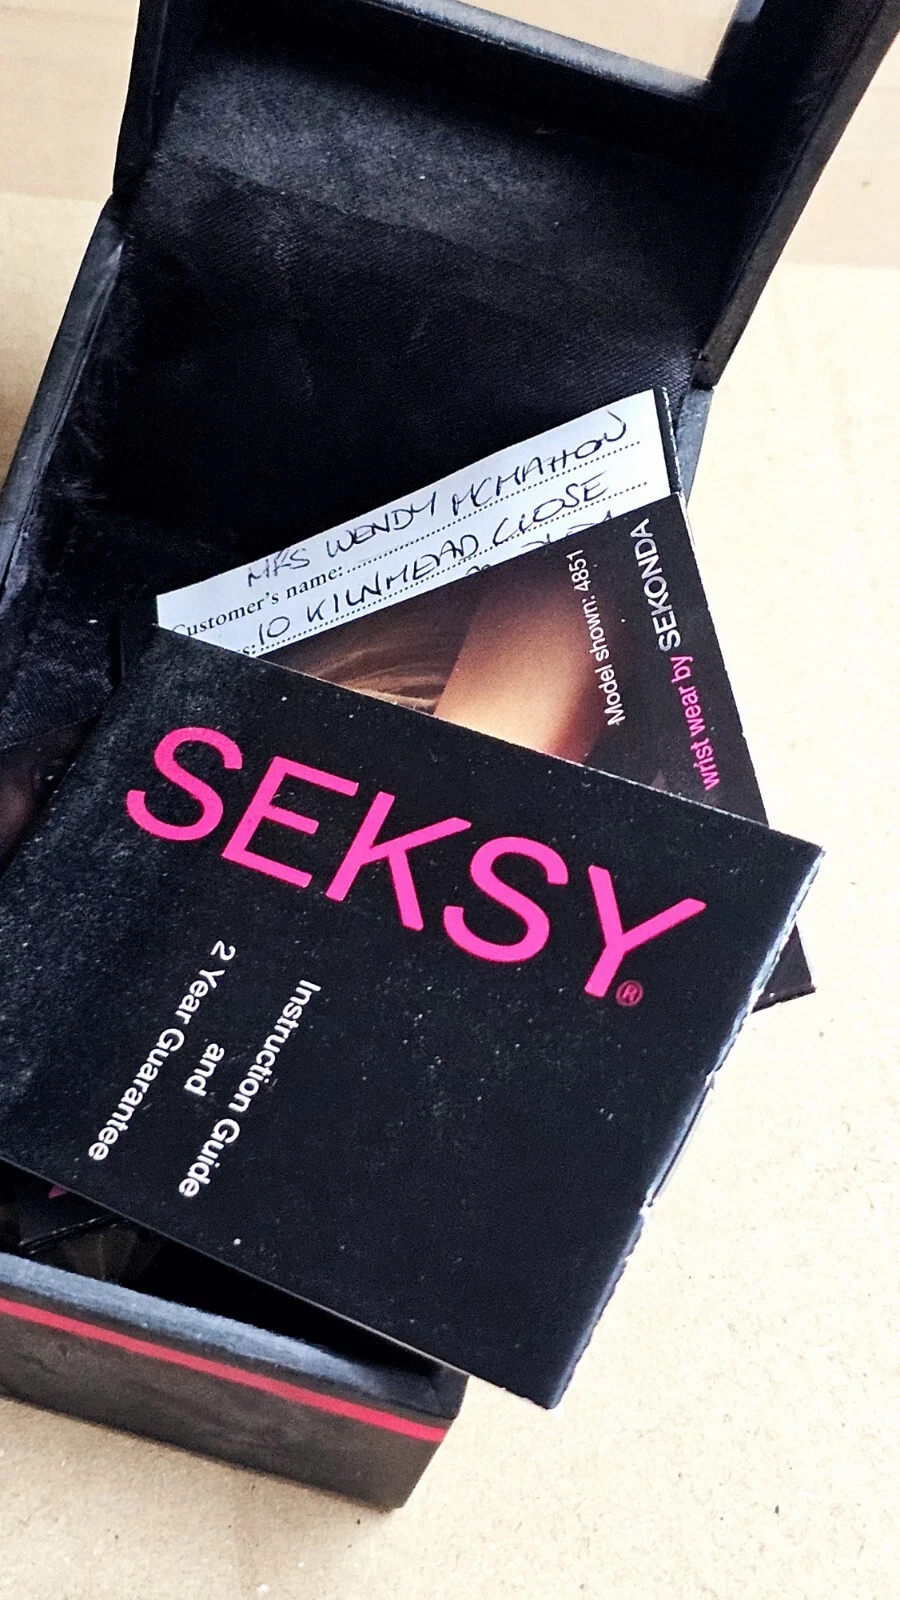 MRS WENDY MCMAHON
Customer's name:
10 KILNHEAD CLOSE
Model shown: 4851
wrist wear by SEKONDA
SEKSY®
Instruction Guide
and
2 Year Guarantee